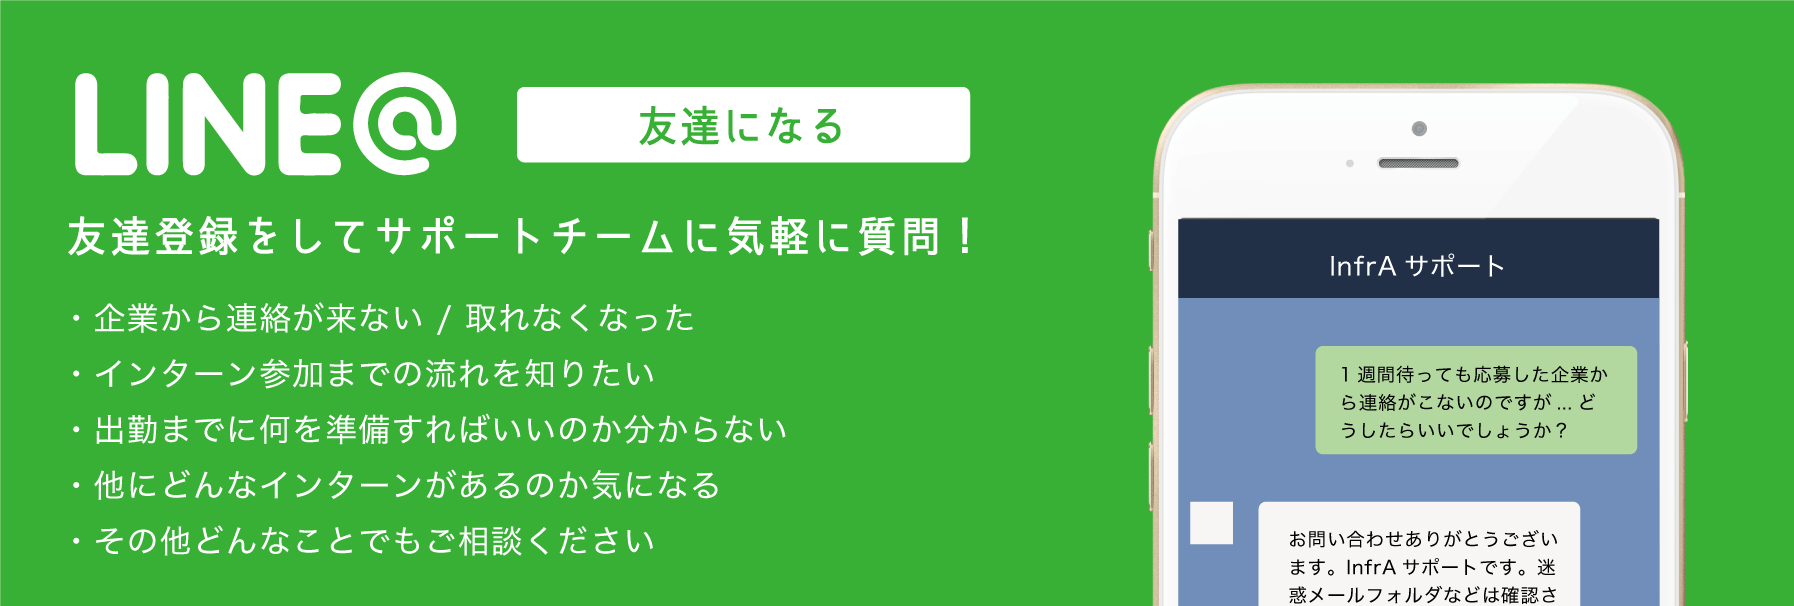 LINE@
友達になる
友達登録をしてサポートチームに気軽に質問！
・企業から連絡が来ない / 取れなくなった
・インターン参加までの流れを知りたい
・出勤までに何を準備すればいいのか分からない
・他にどんなインターンがあるのか気になる
・その他どんなことでもご相談ください
InfrA サポート
1 週間待っても応募した企業か
ら連絡がこないのですが ... ど
うしたらいいでしょうか？
お問い合わせありがとうござい
ます。InfrA サポートです。迷
惑メールフォルダなどは確認さ